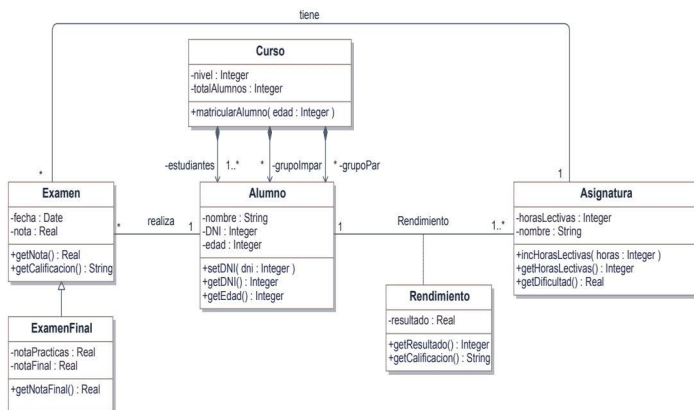 tiene
Curso
-nivel : Integer
-totalAlumnos : Integer
+matricularAlumno( edad : Integer )
-estudiantes 1..* * -grupoImpar * -grupoPar
* 1
Examen
-fecha : Date
-nota : Real
+getNota() : Real
+getCalificacion() : String
* realiza 1
Alumno
-nombre : String
-DNI : Integer
-edad : Integer
+setDNI( dni : Integer )
+getDNI() : Integer
+getEdad() : Integer
1 Rendimiento 1..*
Asignatura
-horasLectivas : Integer
-nombre : String
+incHorasLectivas( horas : Integer )
+getHorasLectivas() : Integer
+getDificultad() : Real
Rendimiento
-resultado : Real
+getResultado() : Integer
+getCalificacion() : String
ExamenFinal
-notaPracticas : Real
-notaFinal : Real
+getNotaFinal() : Real